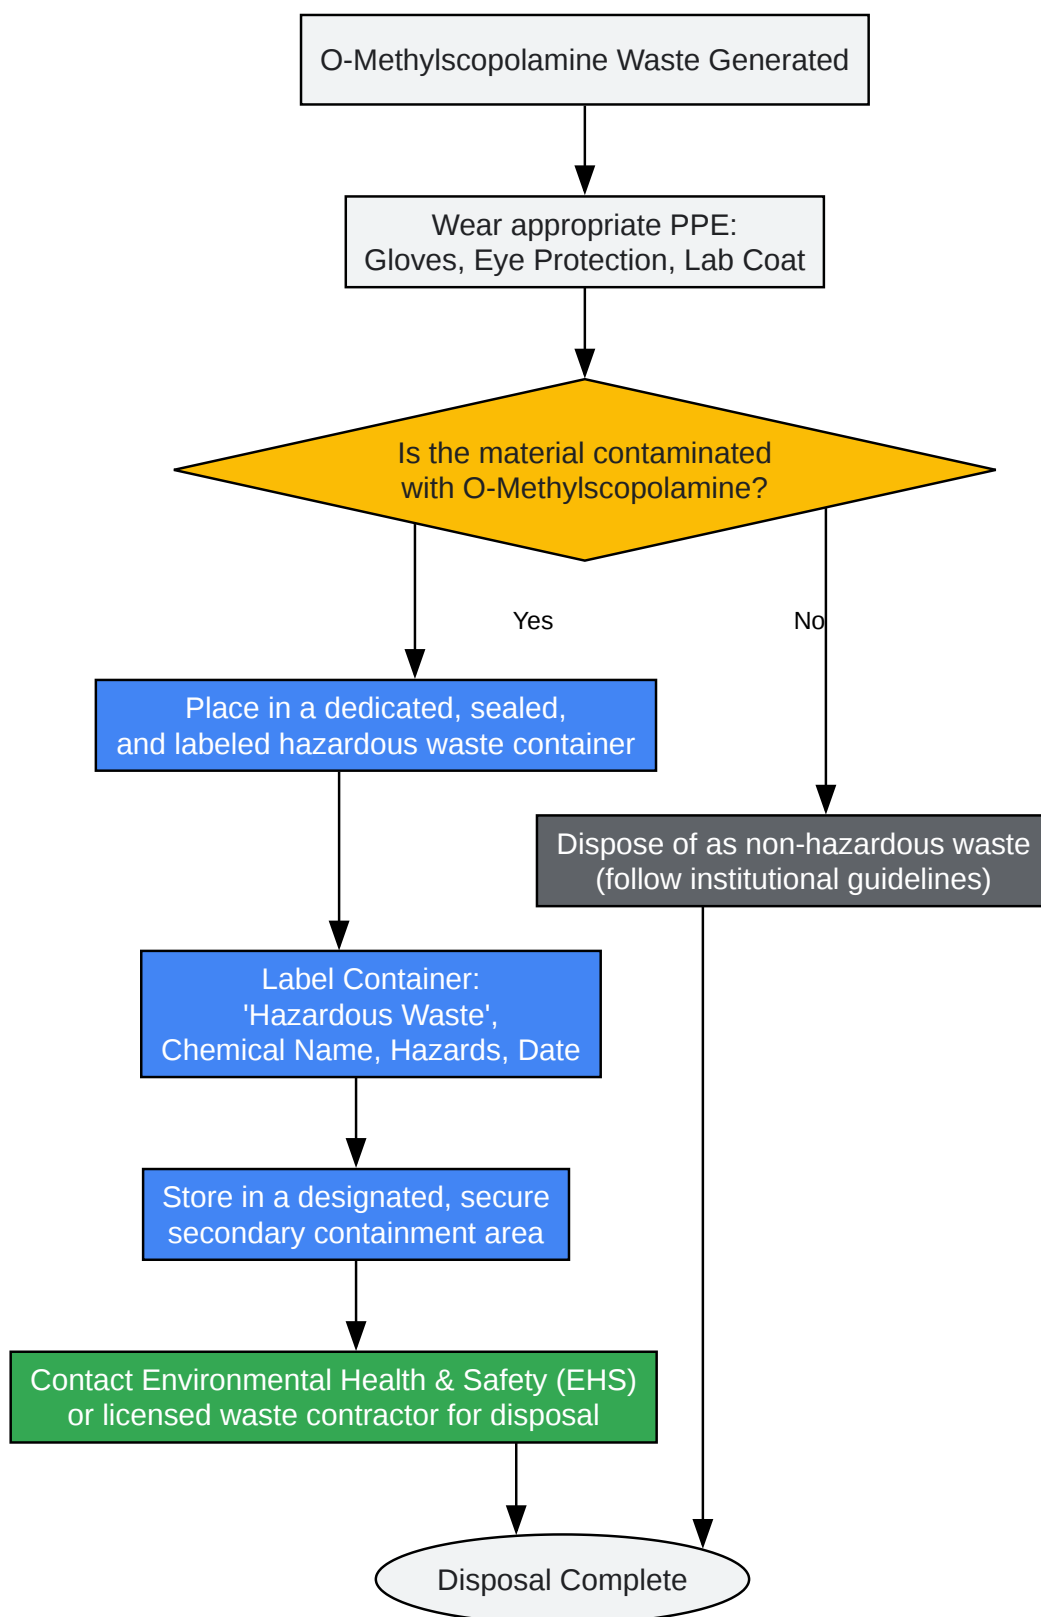 O-Methylscopolamine Waste Generated
Wear appropriate PPE:
Gloves, Eye Protection, Lab Coat
Is the material contaminated
with O-Methylscopolamine?
Yes
No
Place in a dedicated, sealed,
and labeled hazardous waste container
Dispose of as non-hazardous waste
(follow institutional guidelines)
Label Container:
'Hazardous Waste',
Chemical Name, Hazards, Date
Store in a designated, secure
secondary containment area
Contact Environmental Health & Safety (EHS)
or licensed waste contractor for disposal
Disposal Complete